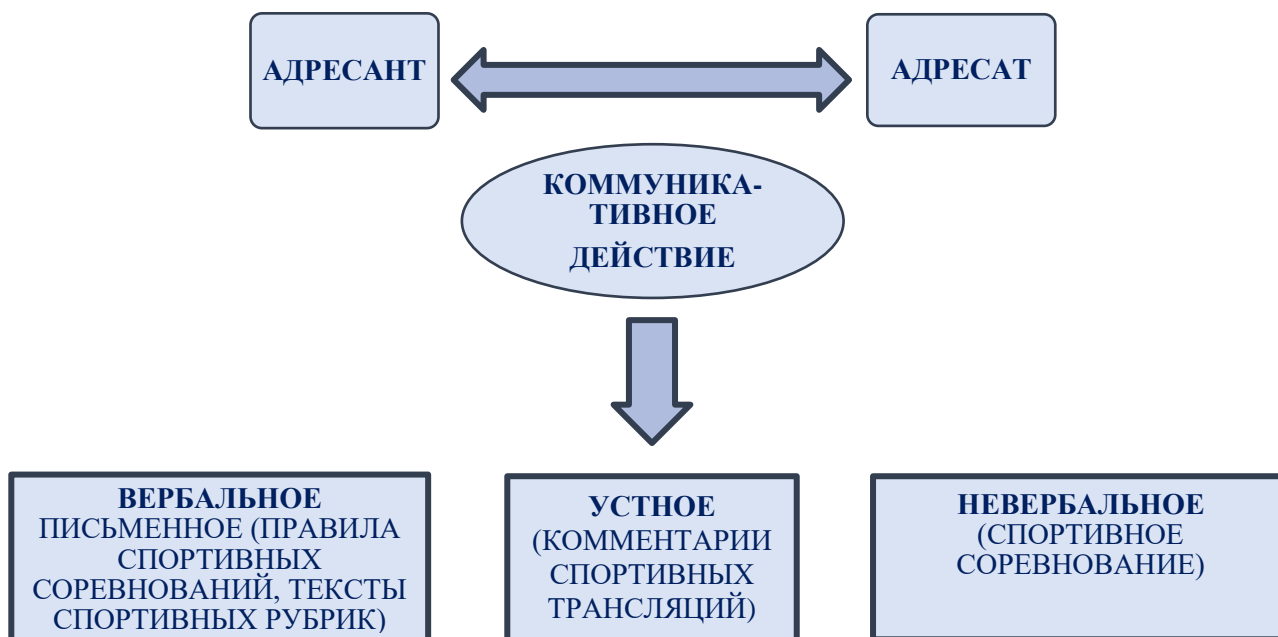 АДРЕСАНТ
АДРЕСАТ
КОММУНИКА-
ТИВНОЕ
ДЕЙСТВИЕ
ВЕРБАЛЬНОЕ
ПИСЬМЕННОЕ (ПРАВИЛА
СПОРТИВНЫХ
СОРЕВНОВАНИЙ, ТЕКСТЫ
СПОРТИВНЫХ РУБРИК)
УСТНОЕ
(КОММЕНТАРИИ
СПОРТИВНЫХ
ТРАНСЛЯЦИЙ)
НЕВЕРБАЛЬНОЕ
(СПОРТИВНОЕ
СОРЕВНОВАНИЕ)